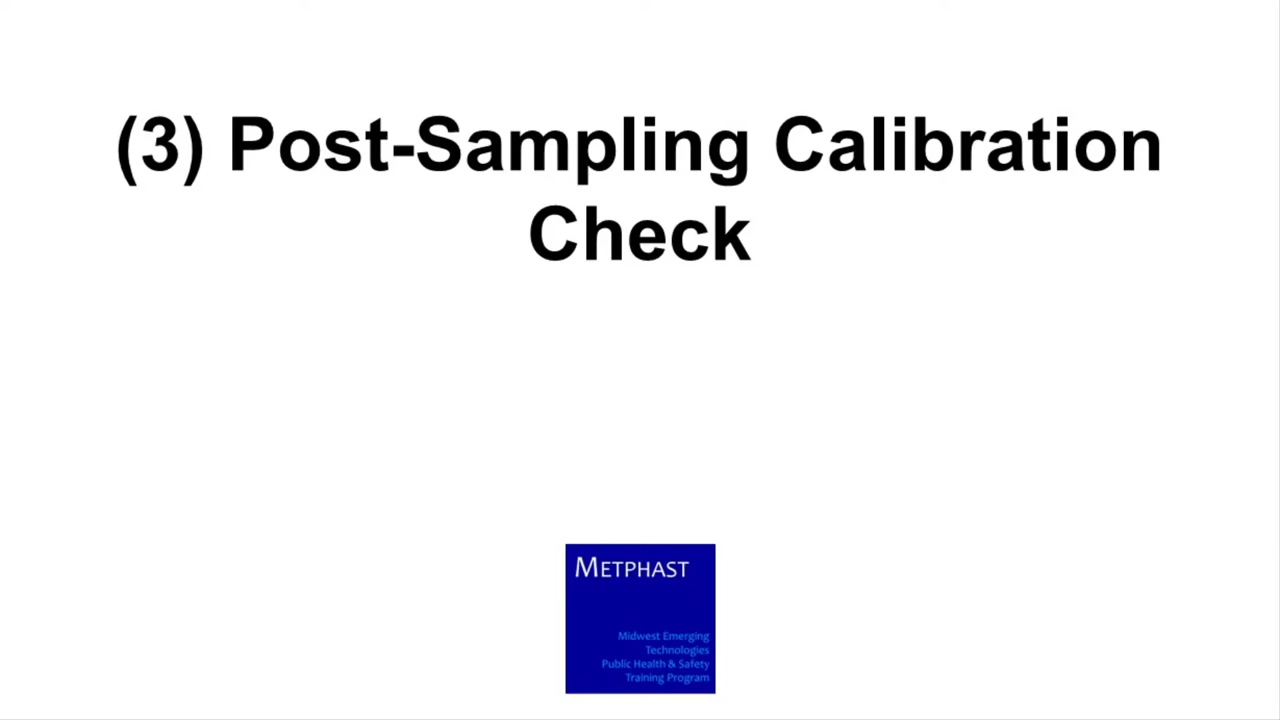 (3) Post-Sampling Calibration
Check
METPHAST
Midwest Emerging
Technologies
Public Health & Safety
Training Program